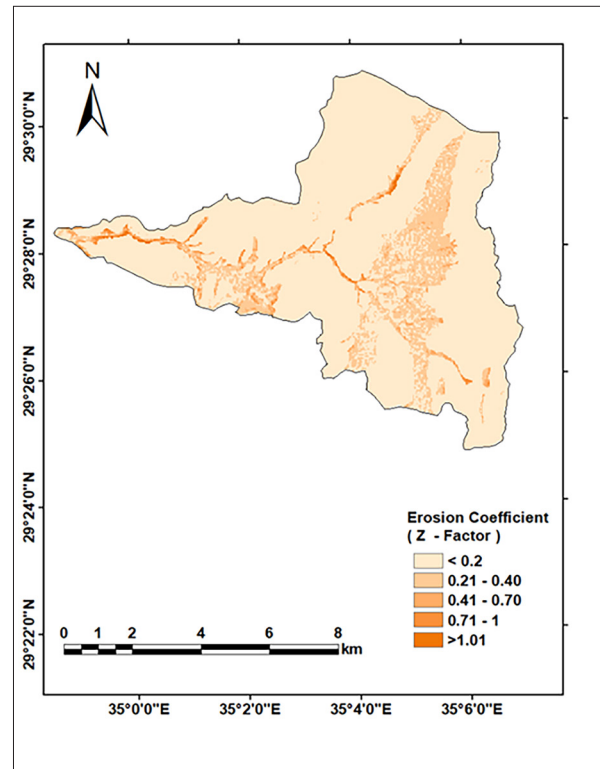 N
29°30'0"N
29°28'0"N
29°26'0"N
29°24'0"N
29°22'0"N
Erosion Coefficient
( Z - Factor )
< 0.2
0.21 - 0.40
0.41 - 0.70
0.71 - 1
>1.01
0 1 2 4 6 8
km
35°0'0"E 35°2'0"E 35°4'0"E 35°6'0"E